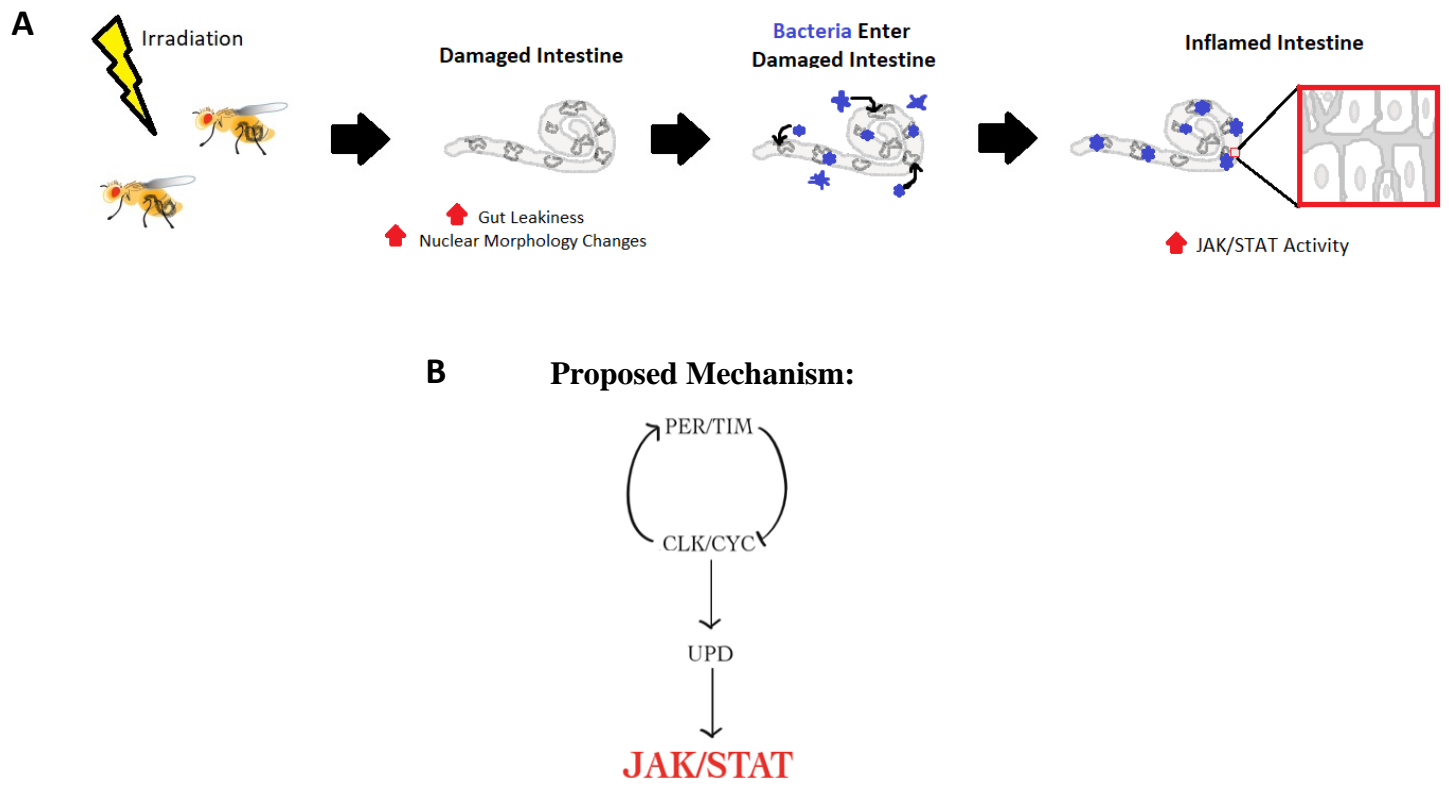 A
Irradiation
Damaged Intestine
Gut Leakiness
Nuclear Morphology Changes
Bacteria Enter
Damaged Intestine
Inflamed Intestine
JAK/STAT Activity
B
Proposed Mechanism:
PER/TIM
CLK/CYC
UPD
JAK/STAT